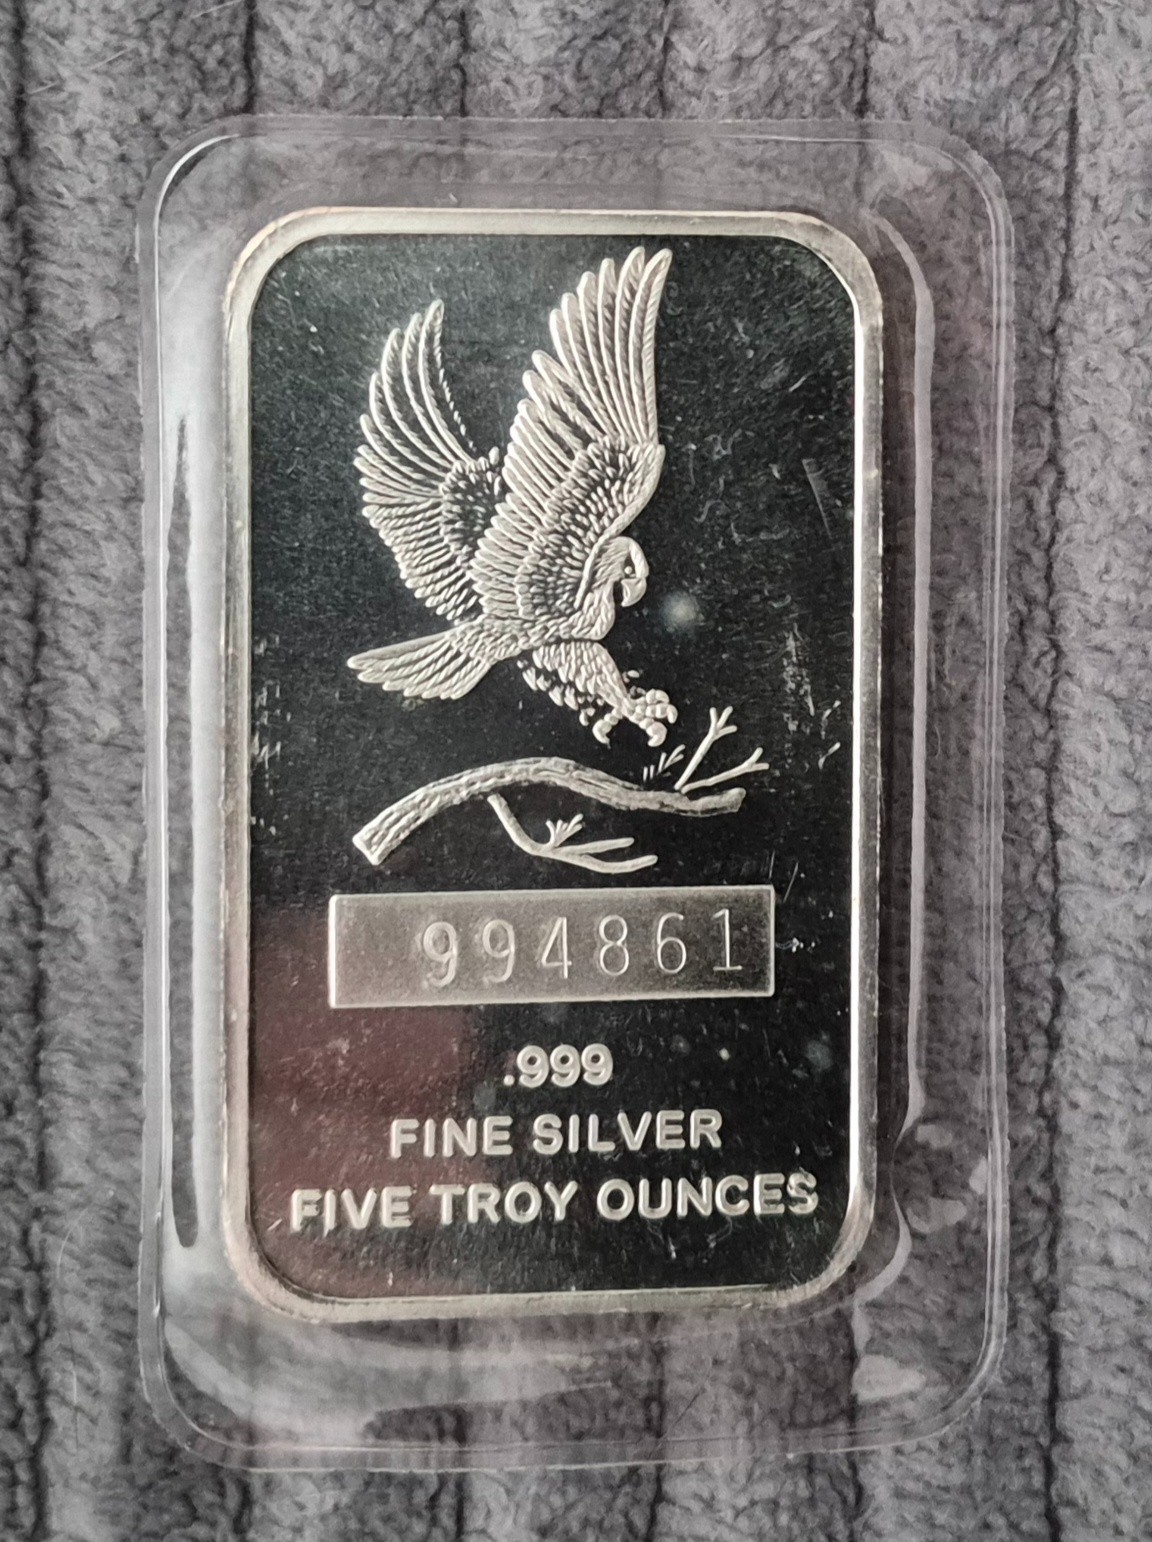 994861
.999
FINE SILVER
FIVE TROY OUNCES